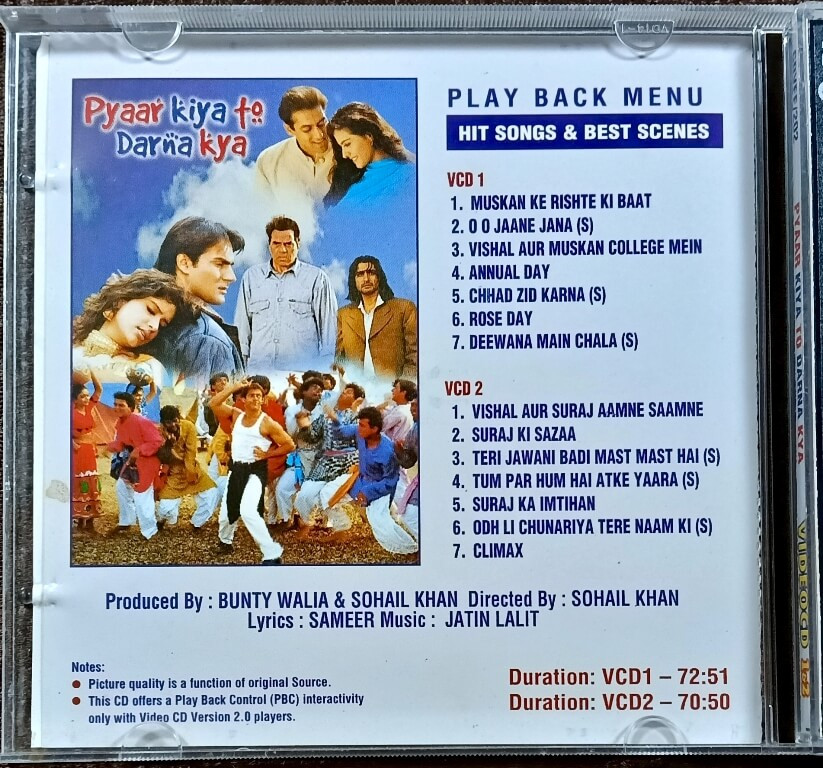 Pyaar kiya to
Darna kya
PLAY BACK MENU
HIT SONGS & BEST SCENES
VCD 1
1. MUSKAN KE RISHTE KI BAAT
2. O O JAANE JANA (S)
3. VISHAL AUR MUSKAN COLLEGE MEIN
4. ANNUAL DAY
5. CHHAD ZID KARNA (S)
6. ROSE DAY
7. DEEWANA MAIN CHALA (S)
VCD 2
1. VISHAL AUR SURAJ AAMNE SAAMNE
2. SURAJ KI SAZAA
3. TERI JAWANI BADI MAST MAST HAI (S)
4. TUM PAR HUM HAI ATKE YAARA (S)
5. SURAJ KA IMTIHAN
6. ODH LI CHUNARIYA TERE NAAM KI (S)
7. CLIMAX
Produced By : BUNTY WALIA & SOHAIL KHAN Directed By : SOHAIL KHAN
Lyrics : SAMEER Music : JATIN LALIT
Notes:
● Picture quality is a function of original Source.
● This CD offers a Play Back Control (PBC) interactivity
only with Video CD Version 2.0 players.
Duration: VCD1 – 72:51
Duration: VCD2 – 70:50
PYAAR KIYA TO DARNA KYA
VIDEOCD 1&2